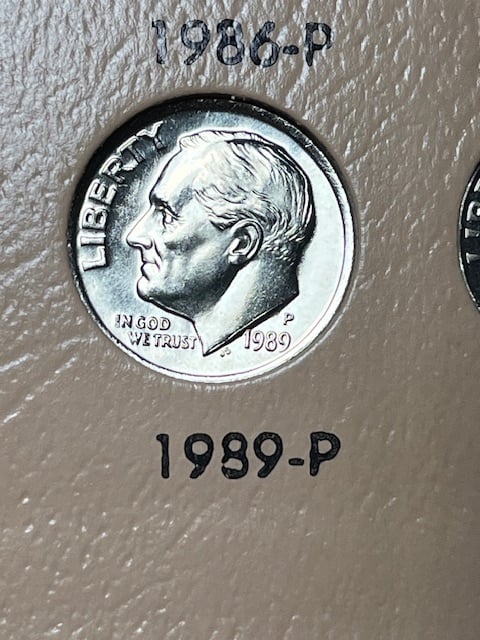 1986-P
LIBERTY
IN GOD
WE TRUST
P
1989
1989-P